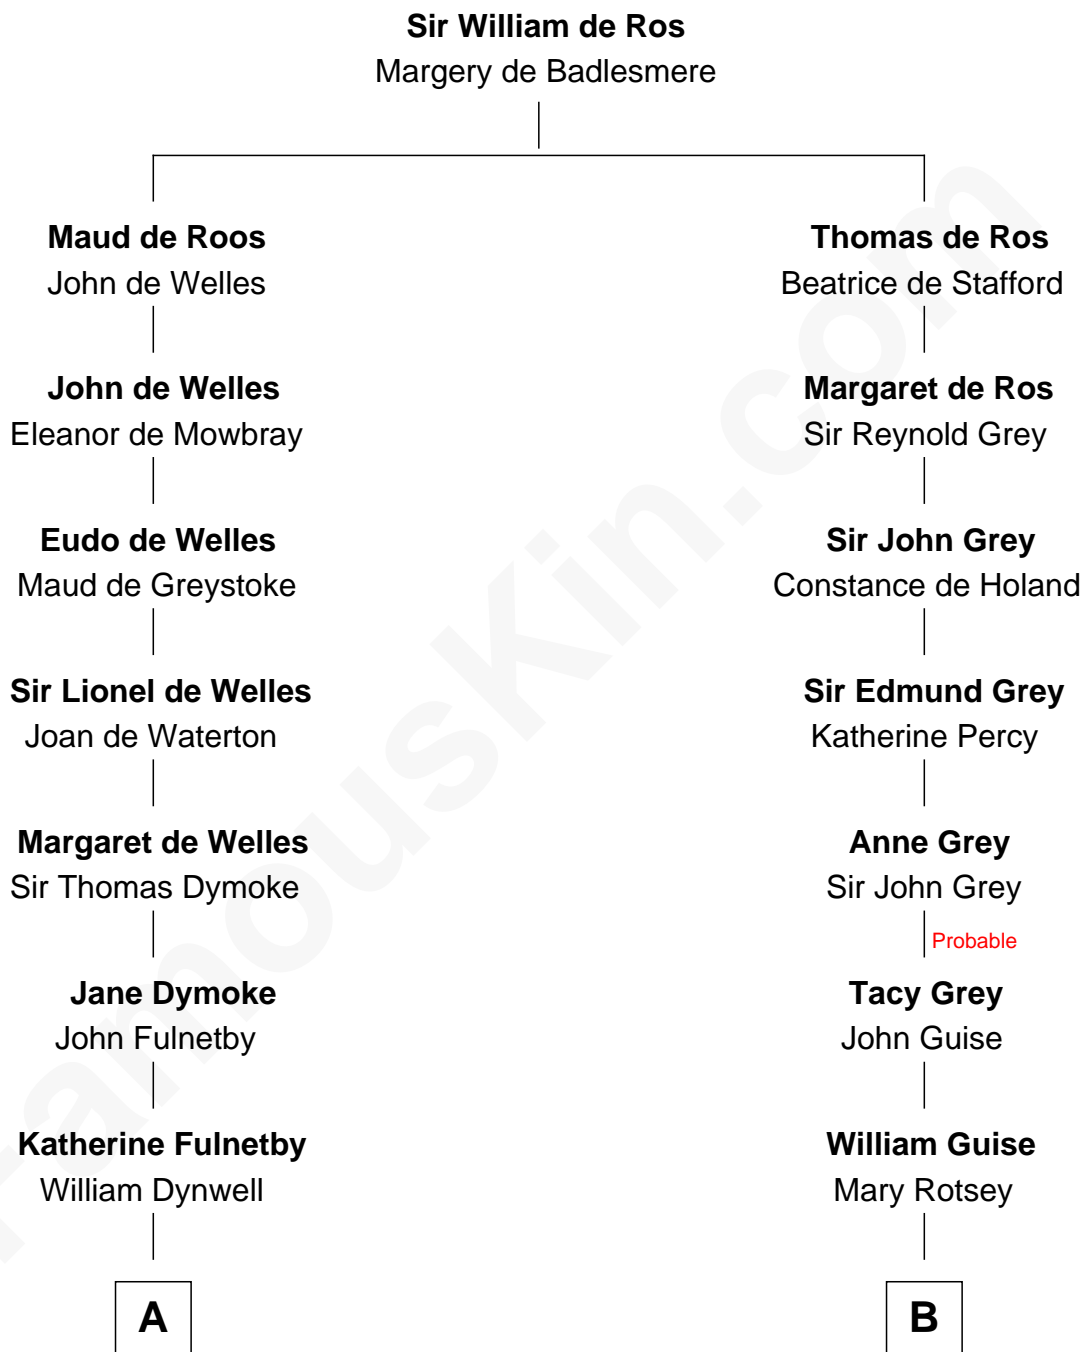 Sir William de Ros
Margery de Badlesmere
Maud de Roos
John de Welles
Thomas de Ros
Beatrice de Stafford
John de Welles
Eleanor de Mowbray
Margaret de Ros
Sir Reynold Grey
Eudo de Welles
Maud de Greystoke
Sir John Grey
Constance de Holand
Sir Lionel de Welles
Joan de Waterton
Sir Edmund Grey
Katherine Percy
Margaret de Welles
Sir Thomas Dymoke
Anne Grey
Sir John Grey
Probable
Jane Dymoke
John Fulnetby
Tacy Grey
John Guise
Katherine Fulnetby
William Dynwell
William Guise
Mary Rotsey
A
B
FamousKin.com